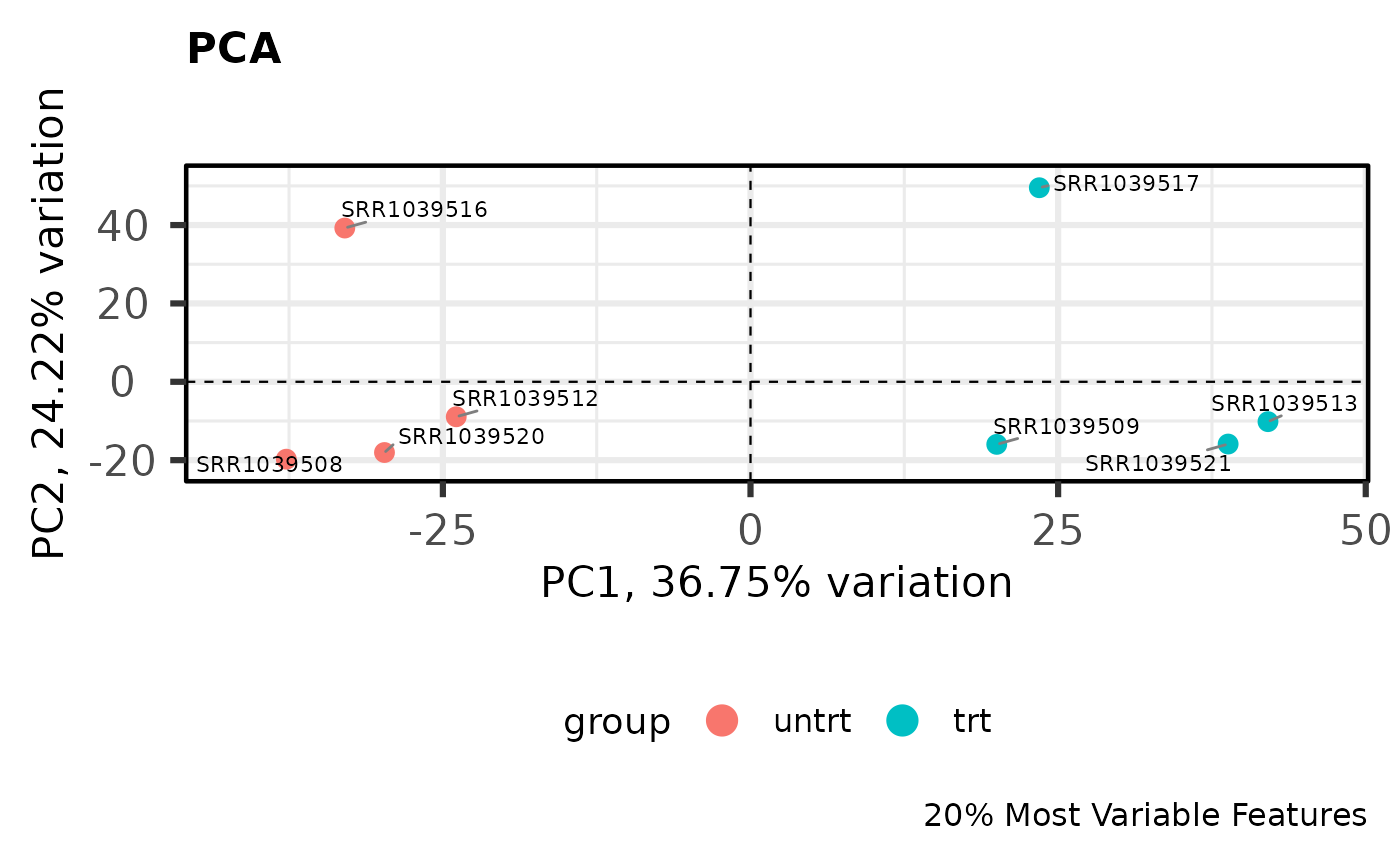 PCA
PC2, 24.22% variation
40
20
0
-20
SRR1039517
SRR1039516
SRR1039512
SRR1039513
SRR1039509
SRR1039520
SRR1039508
SRR1039521
-25
0
25
50
PC1, 36.75% variation
group untrt trt
20% Most Variable Features